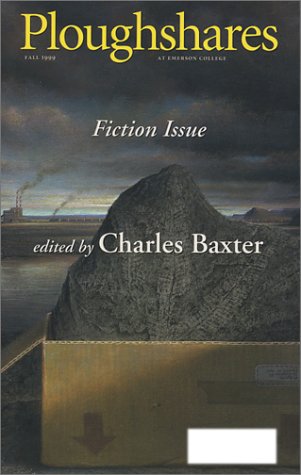 Ploughshares
FALL 1999
AT EMERSON COLLEGE
Fiction Issue
edited by Charles Baxter